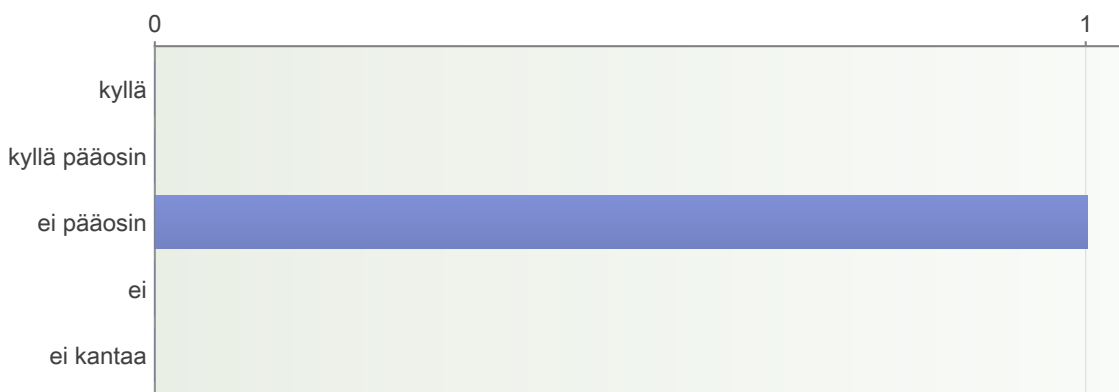 0 1
kyllä
kyllä pääosin
ei pääosin
ei
ei kantaa